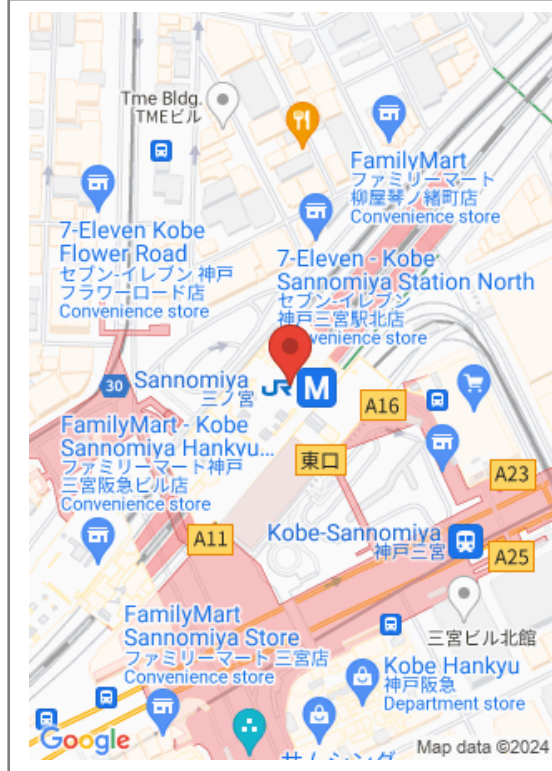 Tme Bldg.
TMEビル
FamilyMart
ファミリーマート
柳屋琴ノ緒町店
Convenience store
7-Eleven Kobe
Flower Road
セブン-イレブン 神戸
フラワーロード店
Convenience store
7-Eleven - Kobe
Sannomiya Station North
セブン-イレブン
神戸三宮駅北店
venience store
30
Sannomiya
三ノ宮
JR
M
A16
FamilyMart - Kobe
Sannomiya Hankyu...
ファミリーマート神戸
三宮阪急ビル店
Convenience store
東口
A23
A11
Kobe-Sannomiya
神戸三宮
A25
FamilyMart
Sannomiya Store
ファミリーマート 三宮店
Convenience store
三宮ビル北館
Kobe Hankyu
神戸阪急
Department store
サムシング
Google
Map data ©2024